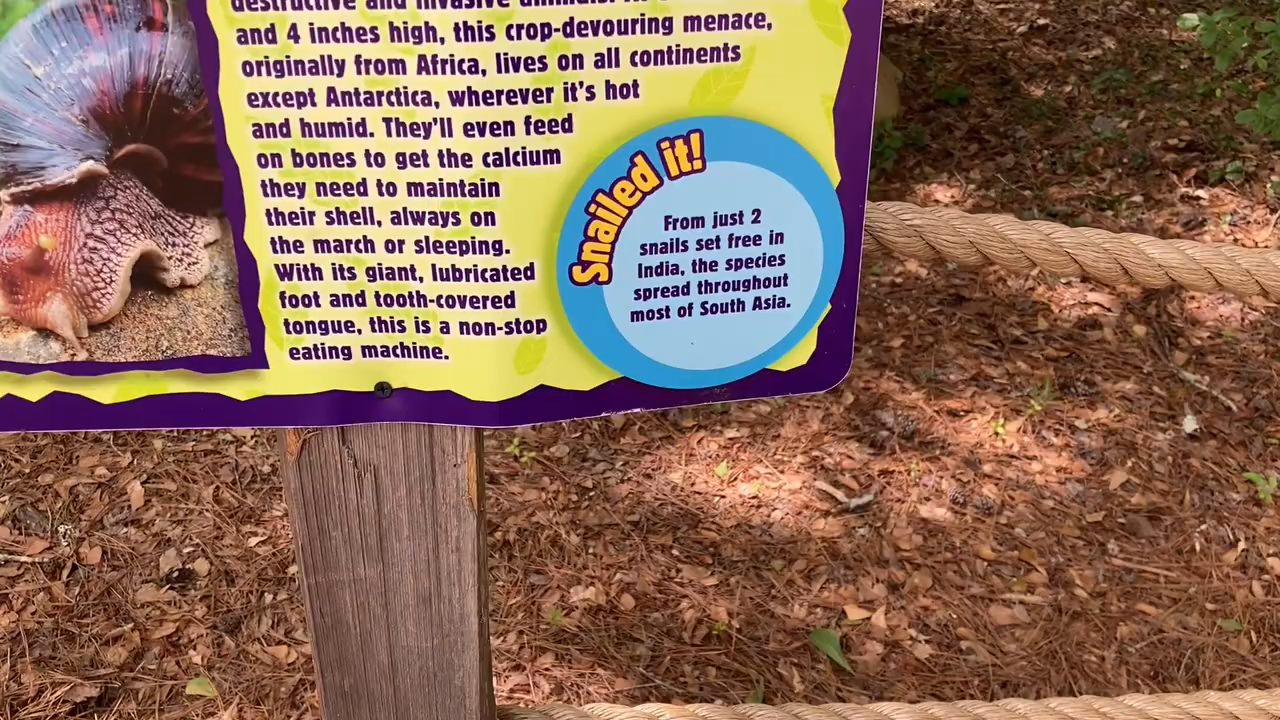 destructive and invasive animals.
and 4 inches high, this crop-devouring menace,
originally from Africa, lives on all continents
except Antarctica, wherever it's hot
and humid. They'll even feed
on bones to get the calcium
they need to maintain
their shell, always on
the march or sleeping.
With its giant, lubricated
foot and tooth-covered
tongue, this is a non-stop
eating machine.
Snailed it!
From just 2
snails set free in
India, the species
spread throughout
most of South Asia.